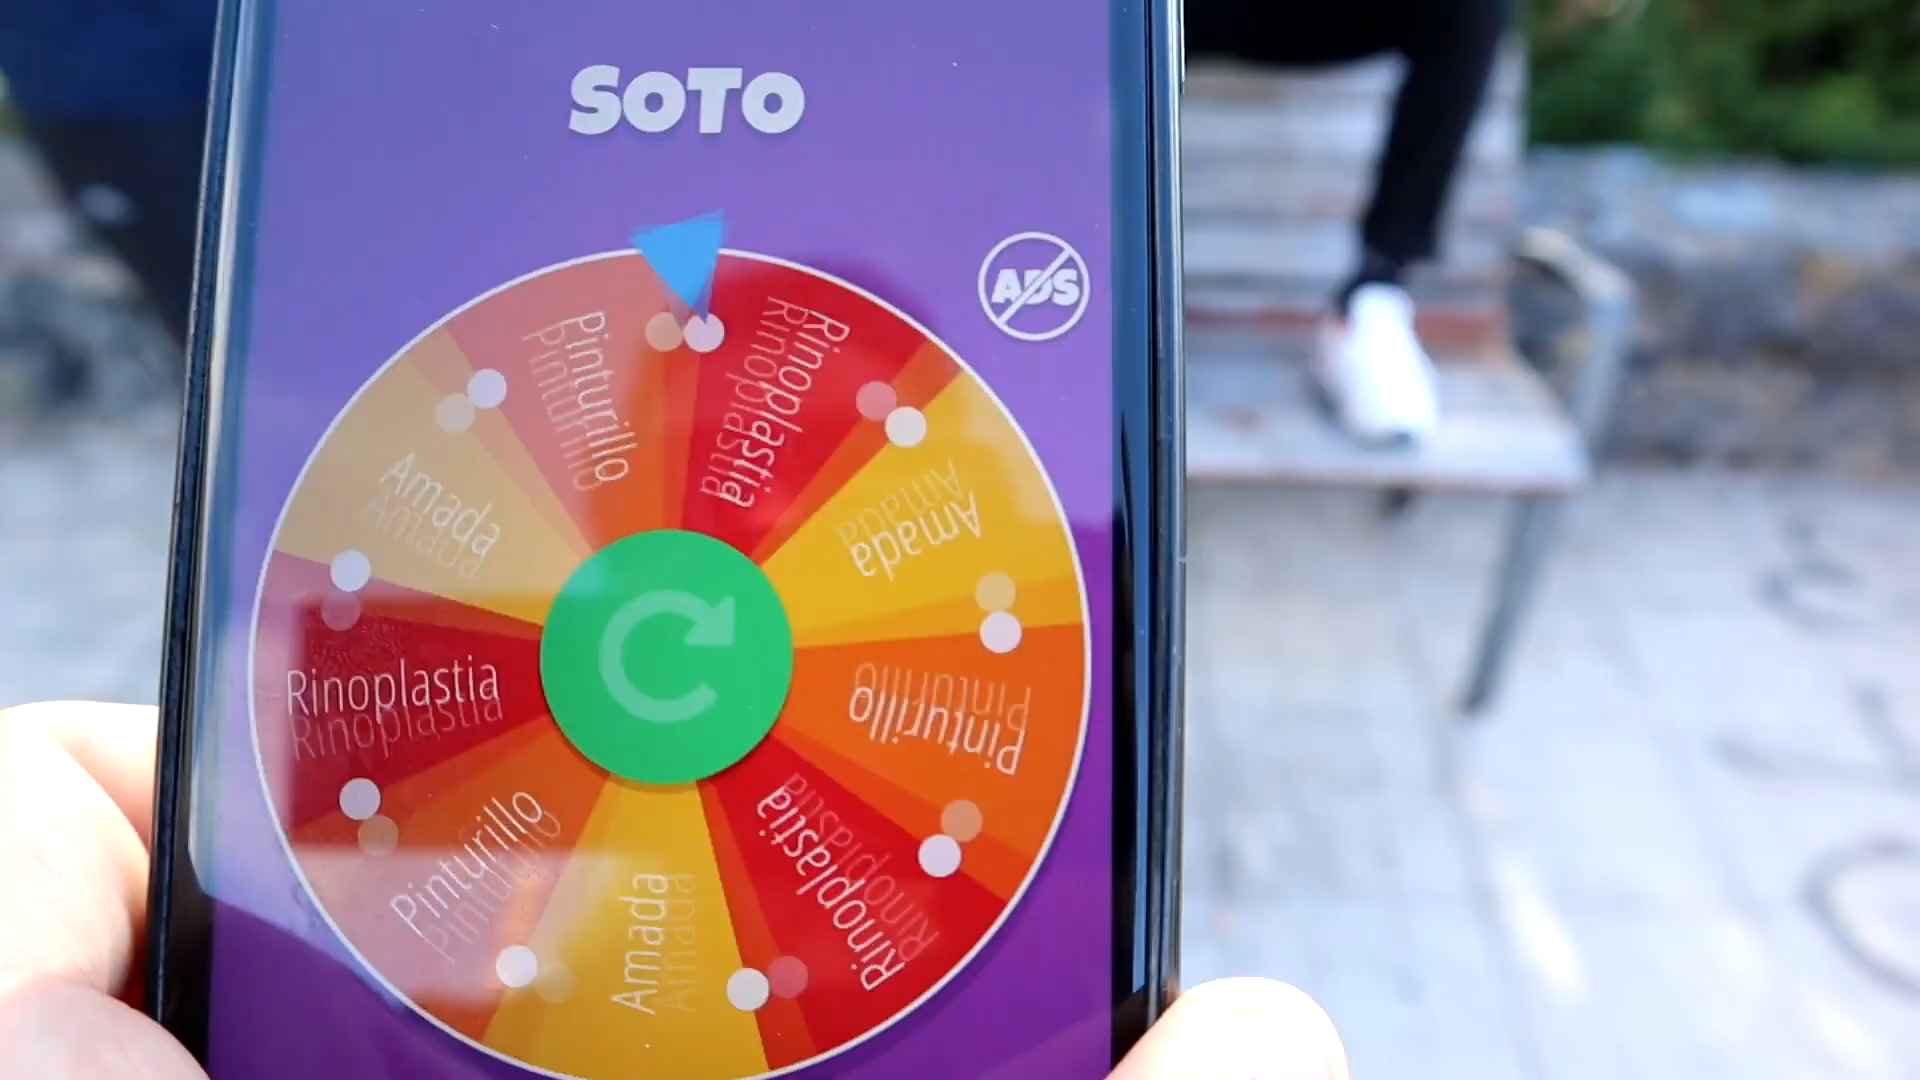 SOTO
ADS
Pinturillo
Rinoplastia
Amada
Amada
Rinoplastia
Pinturillo
Pinturillo
Rinoplastia
Amada